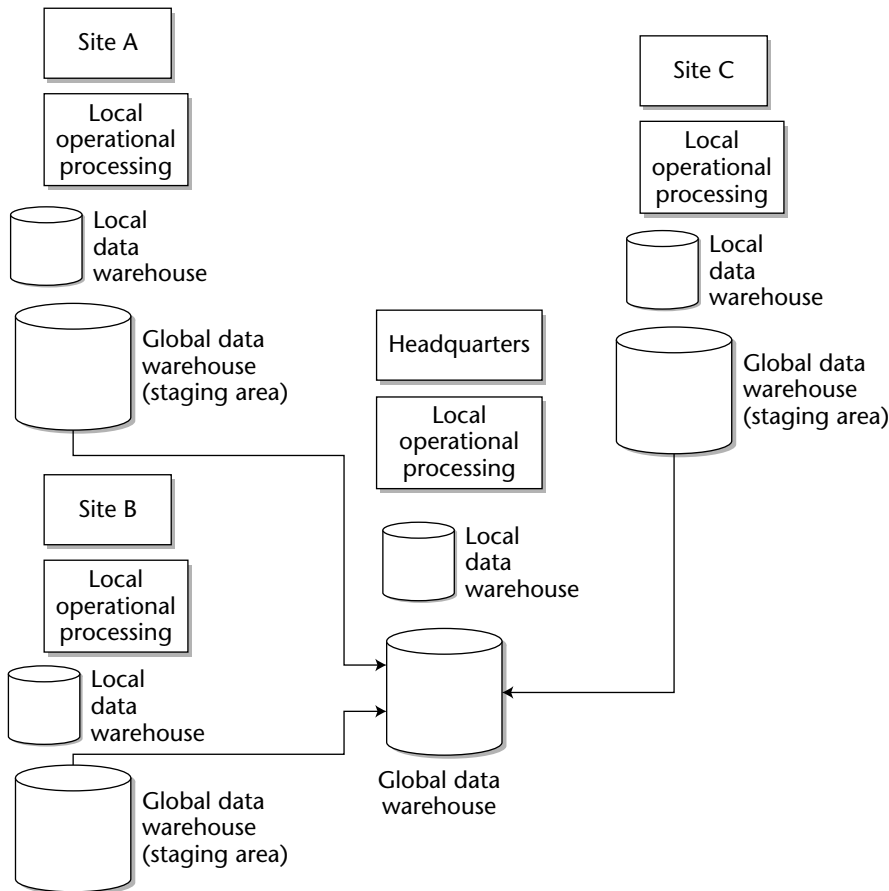 Site A
Local
operational
processing
Local
data
warehouse
Global data
warehouse
(staging area)
Site B
Local
operational
processing
Local
data
warehouse
Global data
warehouse
(staging area)
Headquarters
Local
operational
processing
Local
data
warehouse
Global data
warehouse
Site C
Local
operational
processing
Local
data
warehouse
Global data
warehouse
(staging area)